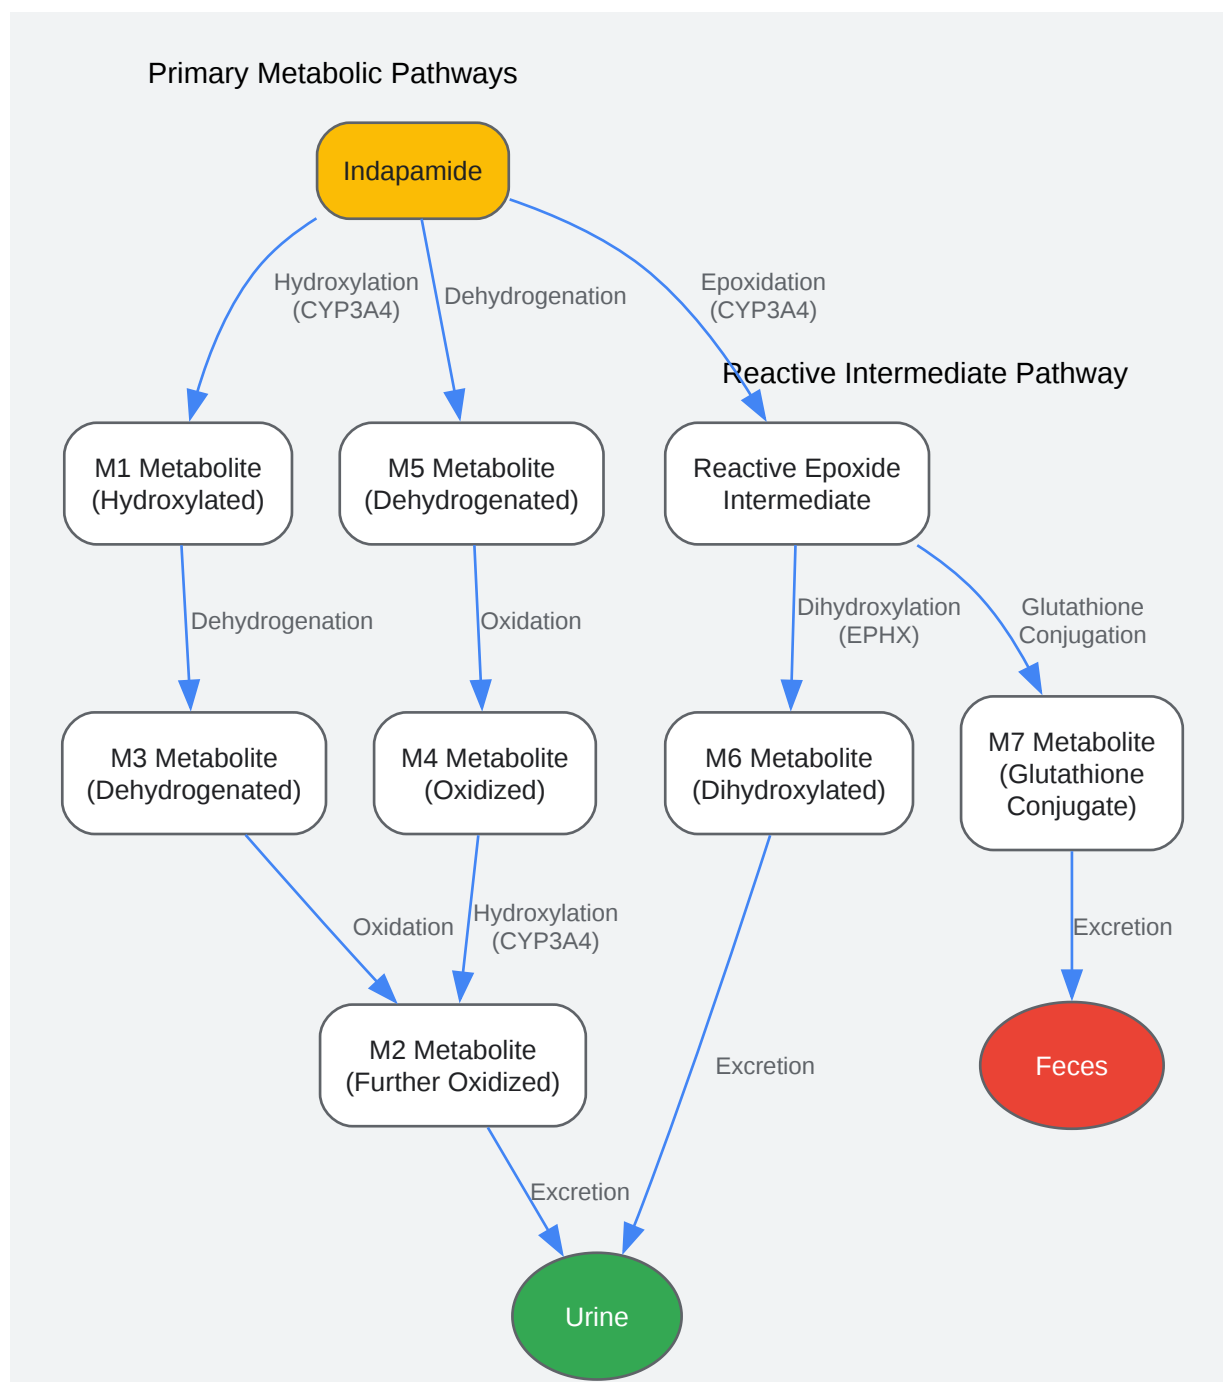 Primary Metabolic Pathways
Indapamide
Hydroxylation
(CYP3A4)
Dehydrogenation
Epoxidation
(CYP3A4)
Reactive Intermediate Pathway
M1 Metabolite
(Hydroxylated)
M5 Metabolite
(Dehydrogenated)
Reactive Epoxide
Intermediate
Dehydrogenation
Oxidation
Dihydroxylation
(EPHX)
Glutathione
Conjugation
M3 Metabolite
(Dehydrogenated)
M4 Metabolite
(Oxidized)
M6 Metabolite
(Dihydroxylated)
M7 Metabolite
(Glutathione
Conjugate)
Oxidation
Hydroxylation
(CYP3A4)
Excretion
M2 Metabolite
(Further Oxidized)
Excretion
Feces
Excretion
Urine